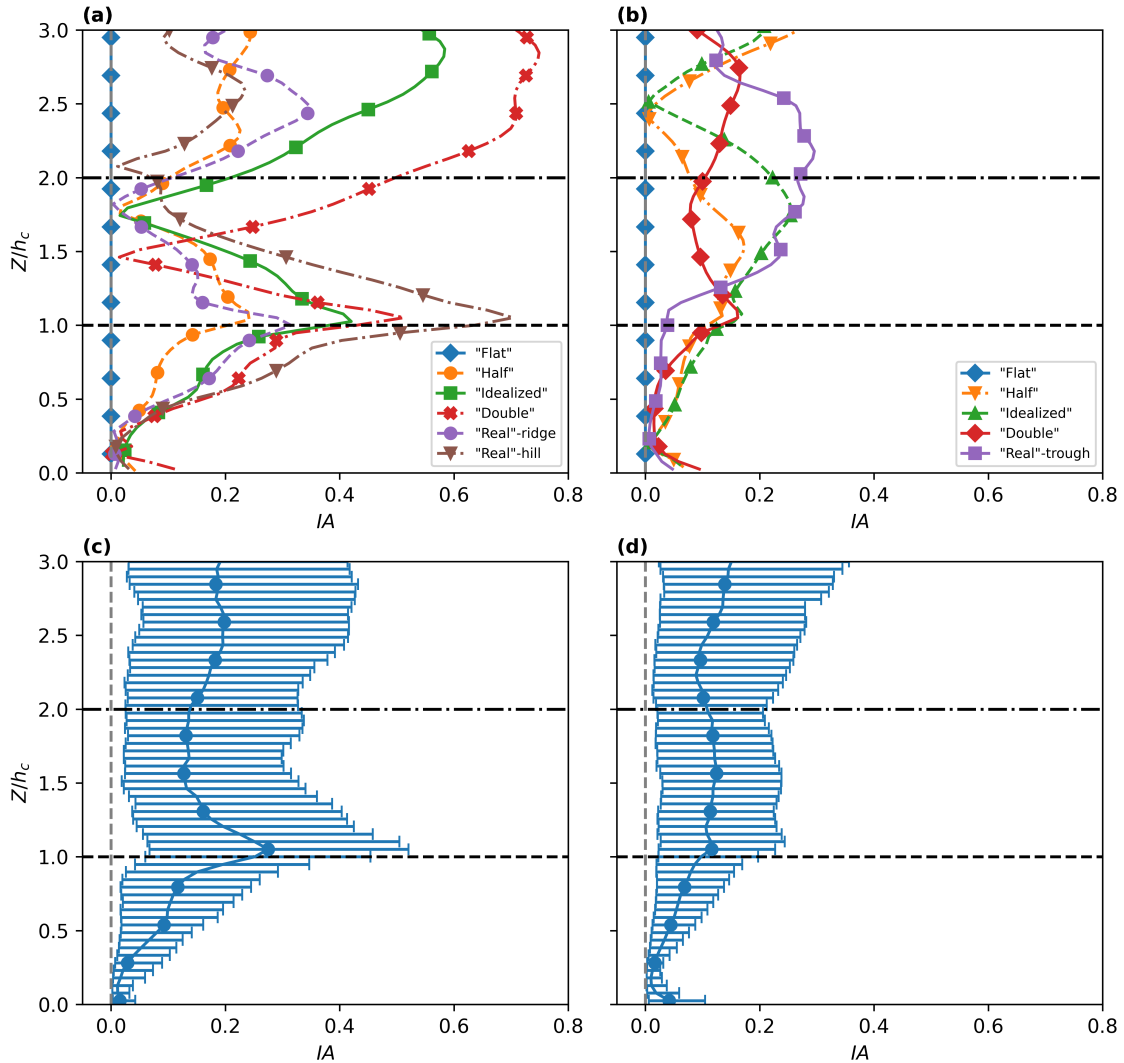 (a)
3.0
2.5
2.0
1.5
1.0
0.5
0.0
Z/h_c
0.0 0.2 0.4 0.6 0.8
IA
"Flat"
"Half"
"Idealized"
"Double"
"Real"-ridge
"Real"-hill
(b)
0.0 0.2 0.4 0.6 0.8
IA
"Flat"
"Half"
"Idealized"
"Double"
"Real"-trough
(c)
3.0
2.5
2.0
1.5
1.0
0.5
0.0
Z/h_c
0.0 0.2 0.4 0.6 0.8
IA
(d)
0.0 0.2 0.4 0.6 0.8
IA